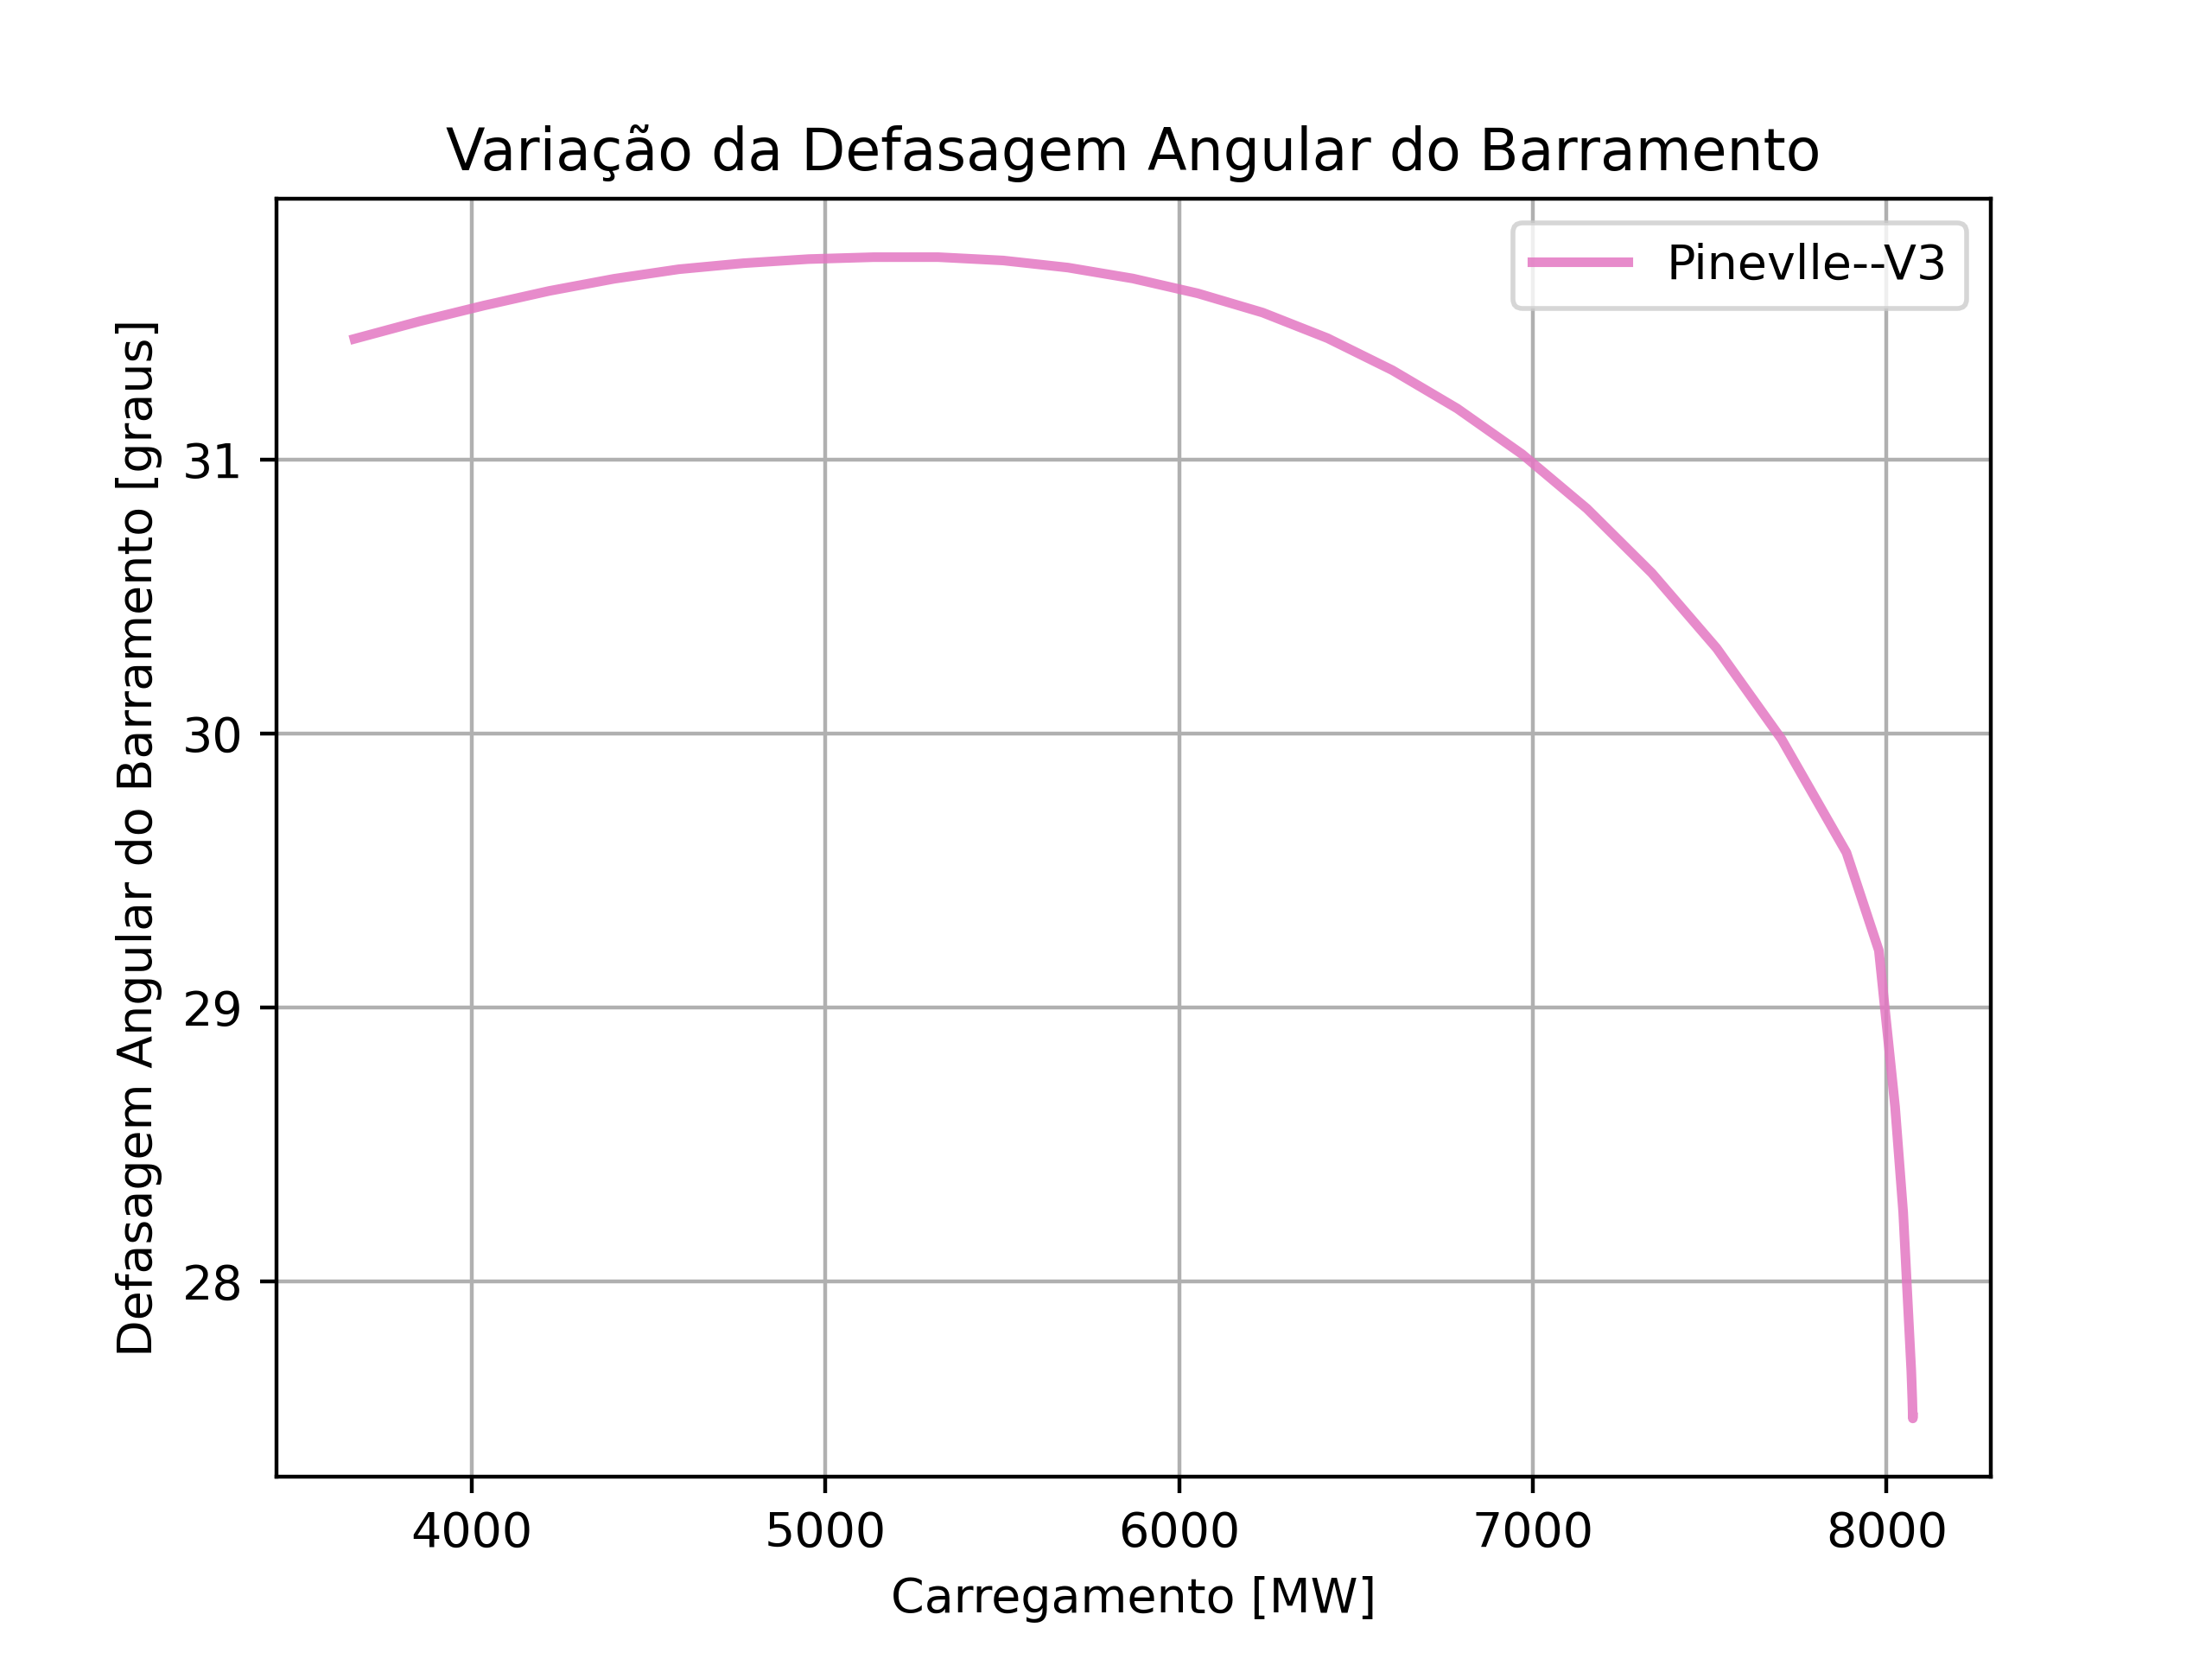 Variação da Defasagem Angular do Barramento
Pinevlle--V3
Defasagem Angular do Barramento [graus]
31
30
29
28
4000 5000 6000 7000 8000
Carregamento [MW]